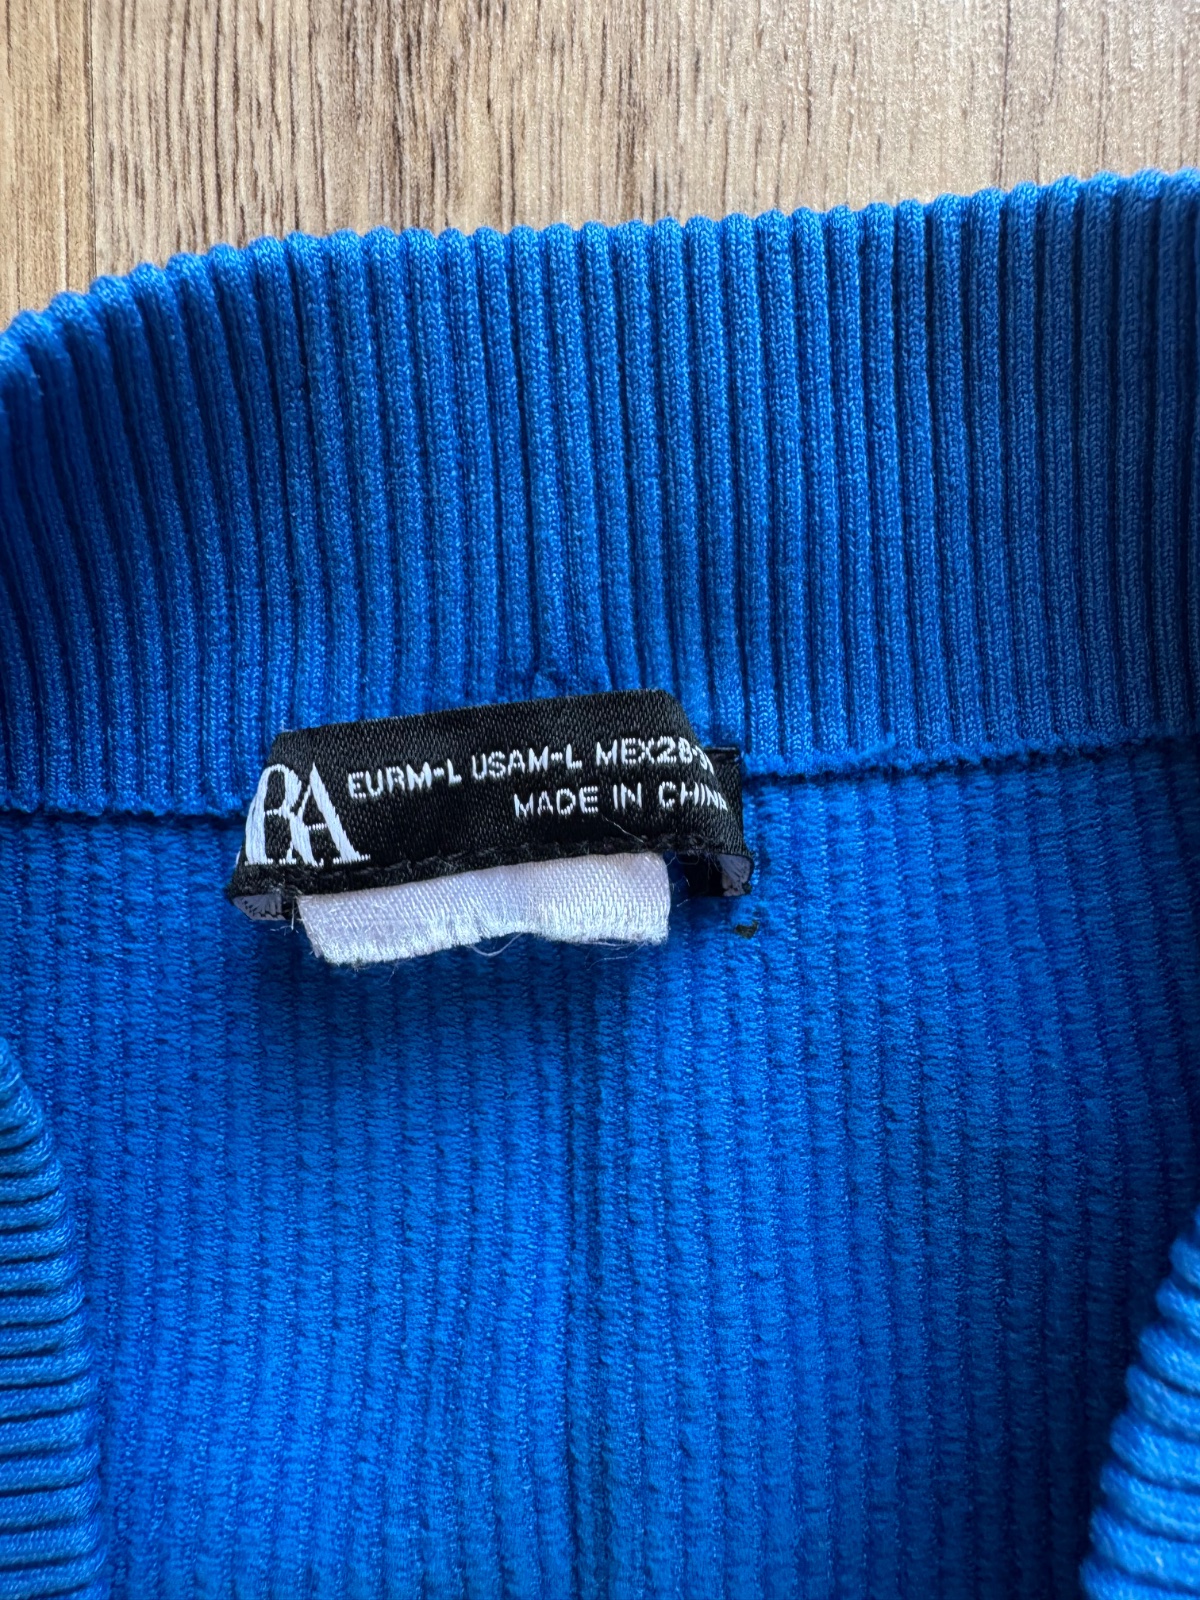 RA
EURM-L USAM-L MEX28-
MADE IN CHINA